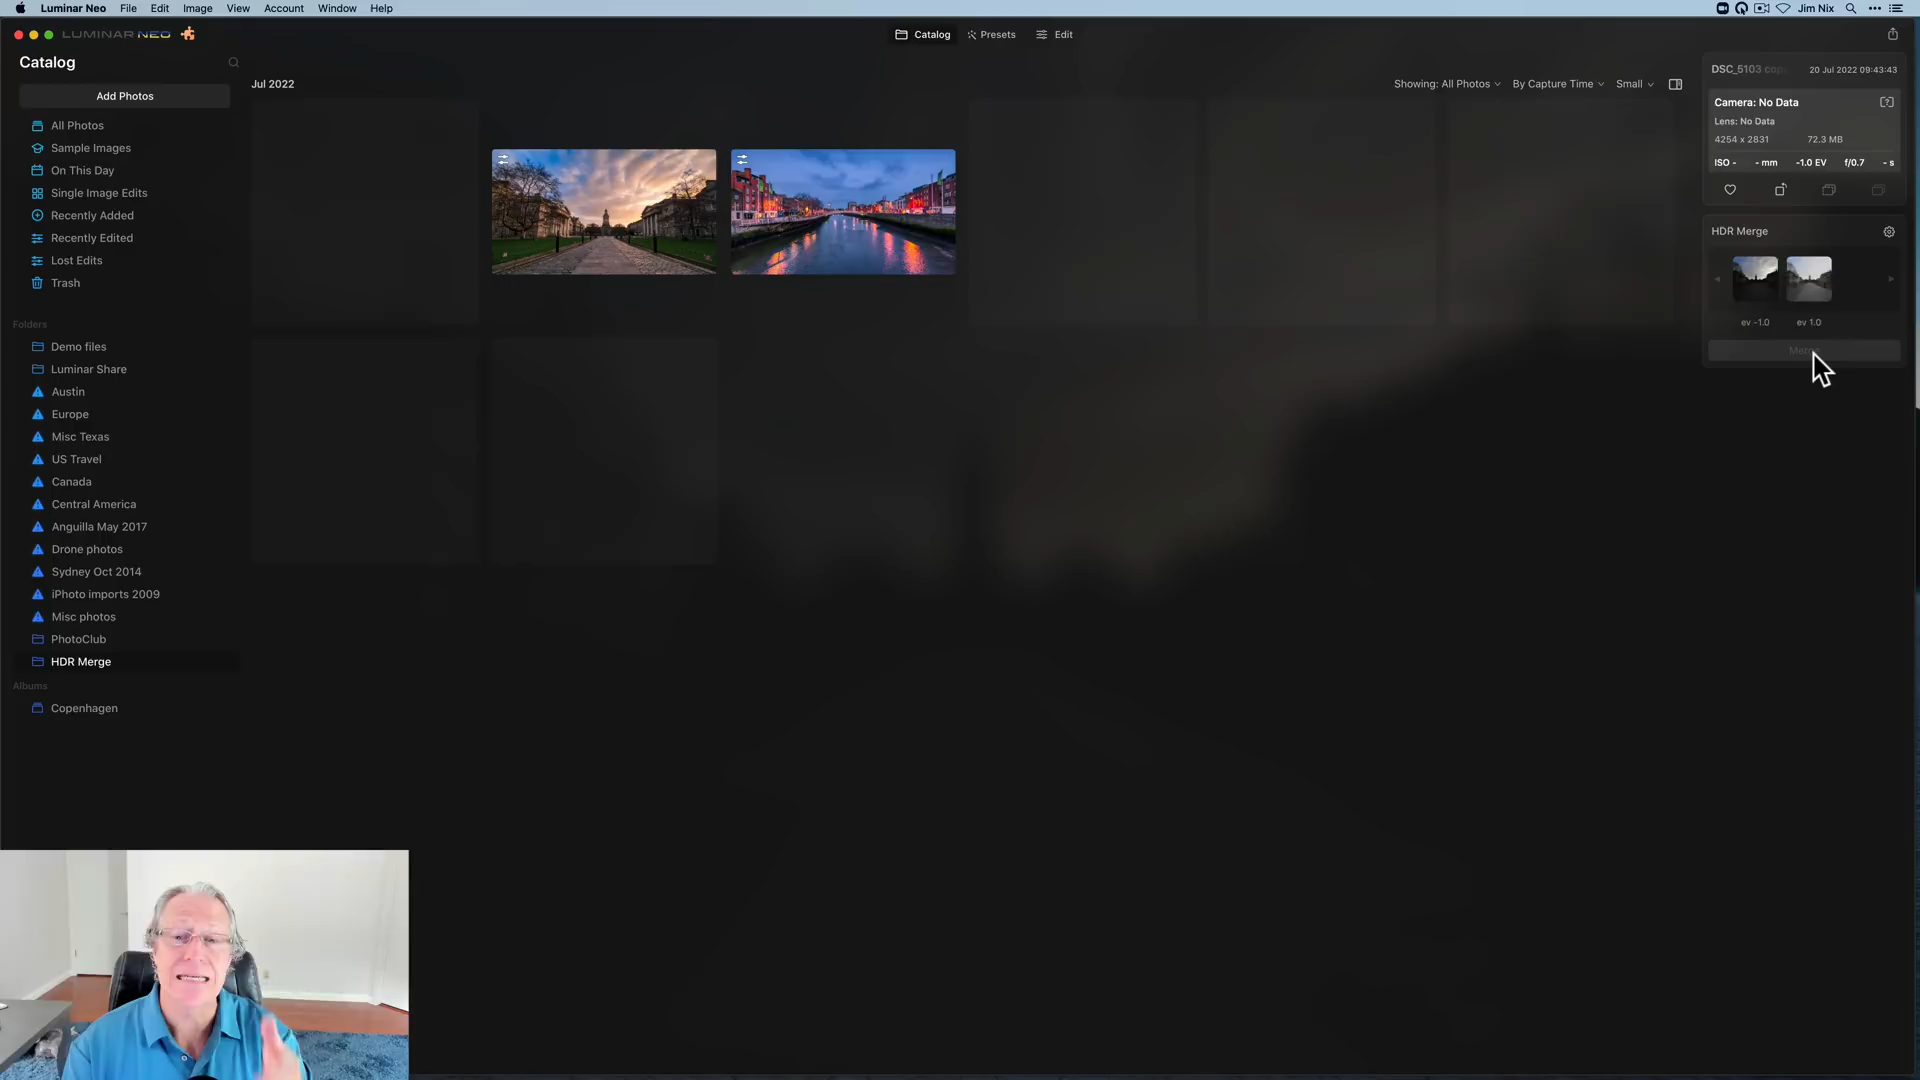 Luminar Neo File Edit Image View Account Window Help Jim Nix
LUMINAR NEO Catalog Presets Edit
Catalog
Add Photos
All Photos
Sample Images
On This Day
Single Image Edits
Recently Added
Recently Edited
Lost Edits
Trash
Folders
Demo files
Luminar Share
Austin
Europe
Misc Texas
US Travel
Canada
Central America
Anguilla May 2017
Drone photos
Sydney Oct 2014
iPhoto imports 2009
Misc photos
PhotoClub
HDR Merge
Albums
Copenhagen
Jul 2022 Showing: All Photos By Capture Time Small
DSC_5103 20 Jul 2022 09:43:43
Camera: No Data
Lens: No Data
4254 x 2831 72.3 MB
ISO - - mm -1.0 EV f/0.7 - s
HDR Merge
ev -1.0 ev 1.0